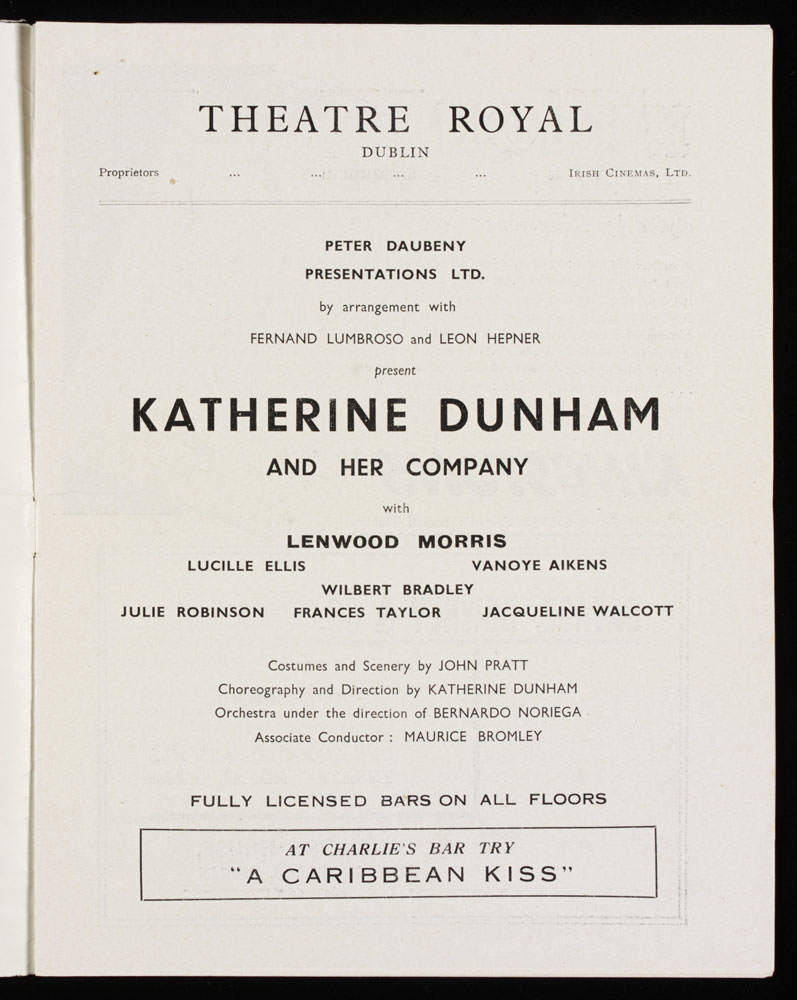 THEATRE ROYAL
DUBLIN
Proprietors ... ... ... ... IRISH CINEMAS, LTD.
PETER DAUBENY
PRESENTATIONS LTD.
by arrangement with
FERNAND LUMBROSO and LEON HEPNER
present
KATHERINE DUNHAM
AND HER COMPANY
with
LENWOOD MORRIS
LUCILLE ELLIS VANOYE AIKENS
WILBERT BRADLEY
JULIE ROBINSON FRANCES TAYLOR JACQUELINE WALCOTT
Costumes and Scenery by JOHN PRATT
Choreography and Direction by KATHERINE DUNHAM
Orchestra under the direction of BERNARDO NORIEGA
Associate Conductor : MAURICE BROMLEY
FULLY LICENSED BARS ON ALL FLOORS
AT CHARLIE'S BAR TRY
"A CARIBBEAN KISS"